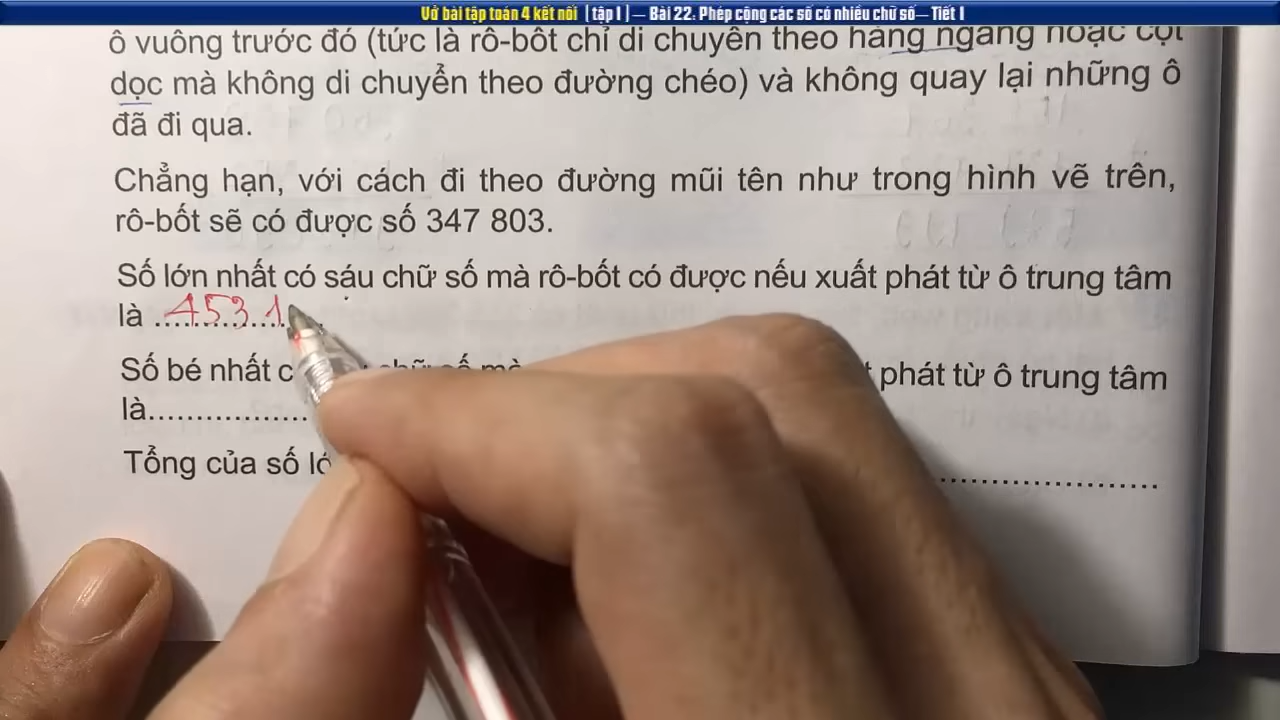 Vở bài tập toán 4 kết nối (tập 1) – Bài 22. Phép cộng các số có nhiều chữ số – Tiết 1
ô vuông trước đó (tức là rô-bôt chỉ di chuyển theo hàng ngang hoặc cột
dọc mà không di chuyển theo đường chéo) và không quay lại những ô
đã đi qua.
Chẳng hạn, với cách đi theo đường mũi tên như trong hình vẽ trên,
rô-bốt sẽ có được số 347 803.
Số lớn nhất có sáu chữ số mà rô-bốt có được nếu xuất phát từ ô trung tâm
là 4531
Số bé nhất chữ số mà phát từ ô trung tâm
là
Tổng của số